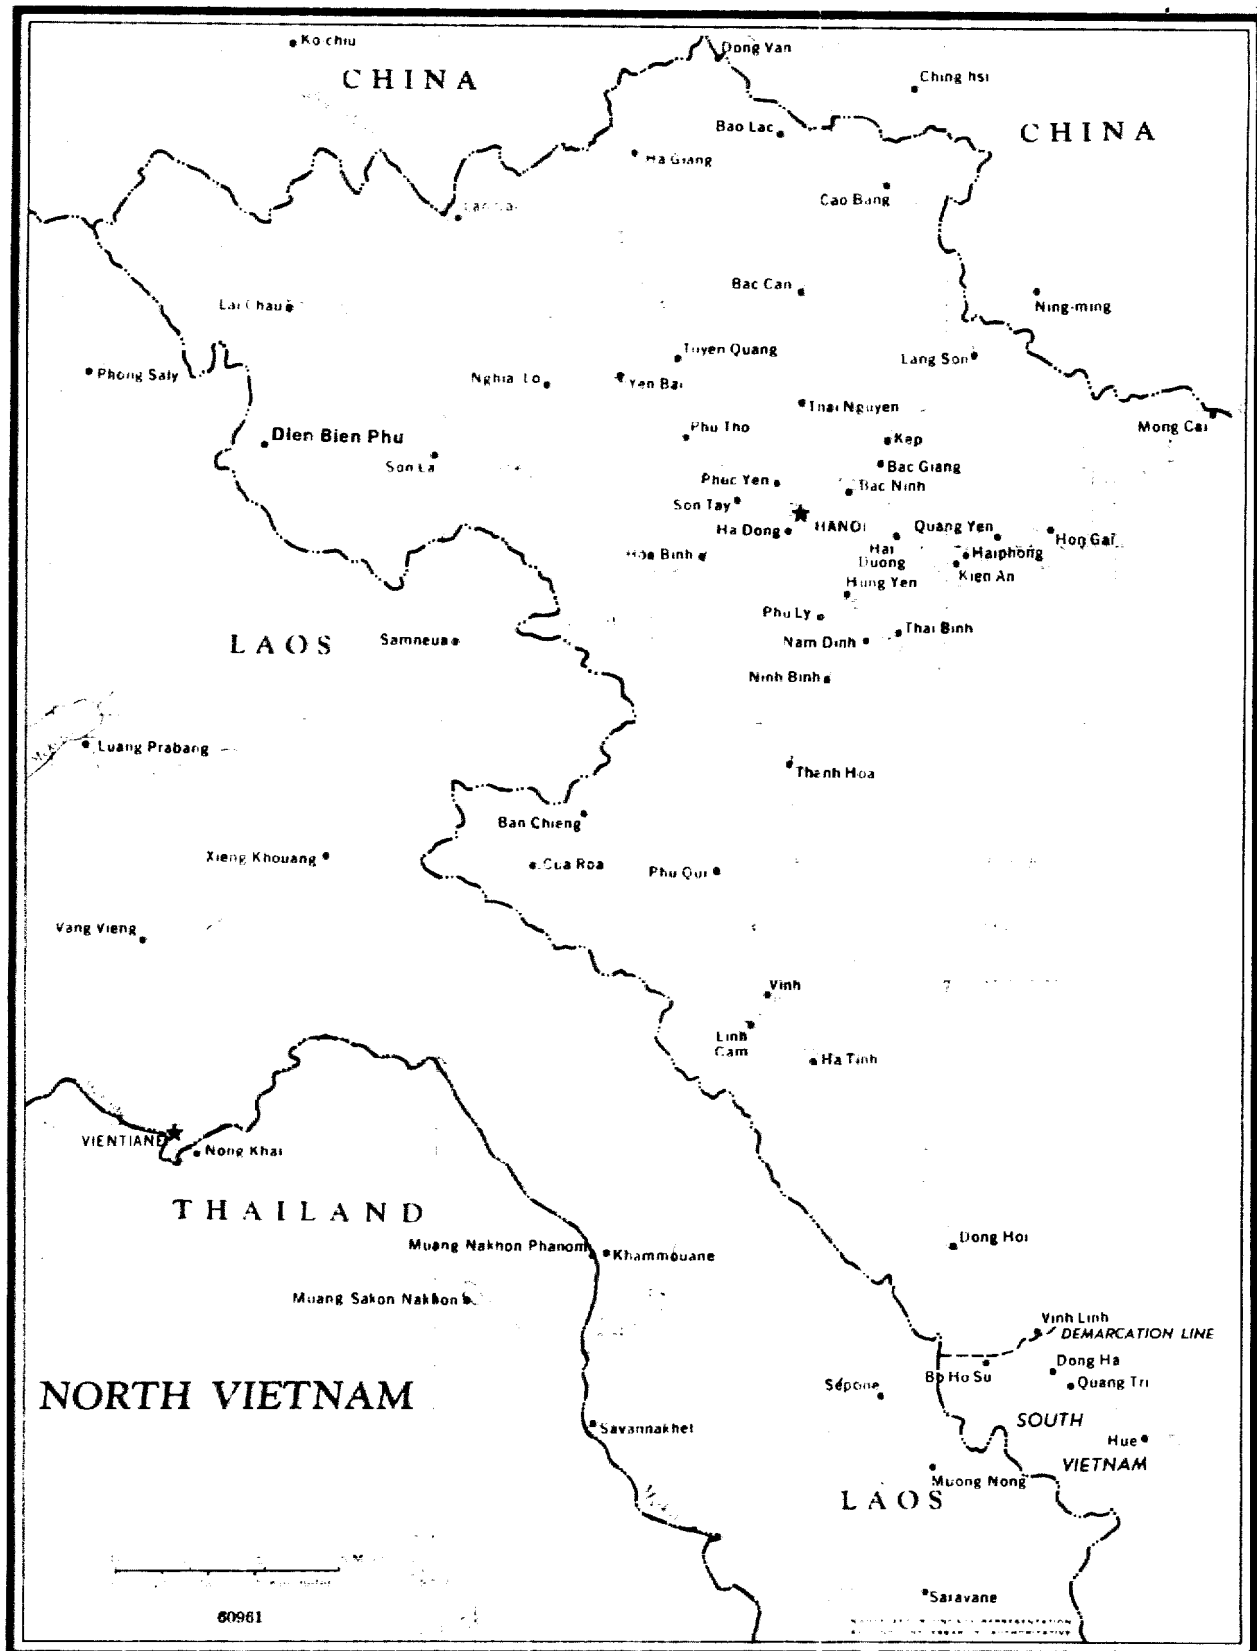 Ko-chiu
Dong Van
CHINA
Ching hsi
Bao Lac
CHINA
Ha Giang
Cao Bang
Bac Can
Lai Chau
Ning-ming
Tuyen Quang
Lang Son
Phong Saly
Nghia Lo
Yen Bai
Thai Nguyen
Mong Cai
Phu Tho
Dien Bien Phu
Kep
Son La
Bac Giang
Phuc Yen
Bac Ninh
Son Tay
Ha Dong
HANOI
Quang Yen
Hon Gai
Hai
Duong
Haiphong
Hoa Binh
Kien An
Hung Yen
Phu Ly
Thai Binh
LAOS
Samneua
Nam Dinh
Ninh Binh
Luang Prabang
Thanh Hoa
Ban Chieng
Xieng Khouang
Cua Roa
Phu Qui
Vang Vieng
Vinh
Linh
Cam
Ha Tinh
VIENTIANE
Nong Khai
THAILAND
Dong Hoi
Muang Nakhon Phanom
Khammouane
Muang Sakon Nakhon
Vinh Linh
DEMARCATION LINE
Dong Ha
Bo Ho Su
Quang Tri
Sepone
NORTH VIETNAM
SOUTH
VIETNAM
Savannakhet
Hue
Muong Nong
LAOS
60961
Saravane